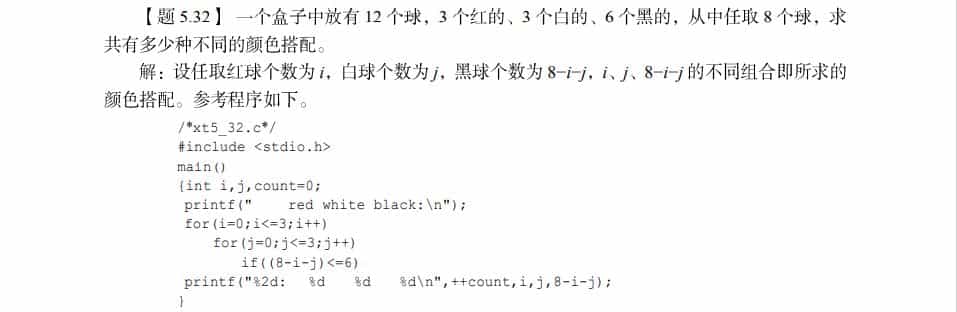 【题 5.32】 一个盒子中放有 12 个球，3 个红的、3 个白的、6 个黑的，从中任取 8 个球，求
共有多少种不同的颜色搭配。
解：设任取红球个数为 i，白球个数为 j，黑球个数为 8−i−j，i、j、8−i−j 的不同组合即所求的
颜色搭配。参考程序如下。
/*xt5_32.c*/
#include <stdio.h>
main()
{int i,j,count=0;
printf("    red white black:\n");
for(i=0;i<=3;i++)
for(j=0;j<=3;j++)
if((8-i-j)<=6)
printf("%2d:   %d   %d   %d\n",++count,i,j,8-i-j);
}